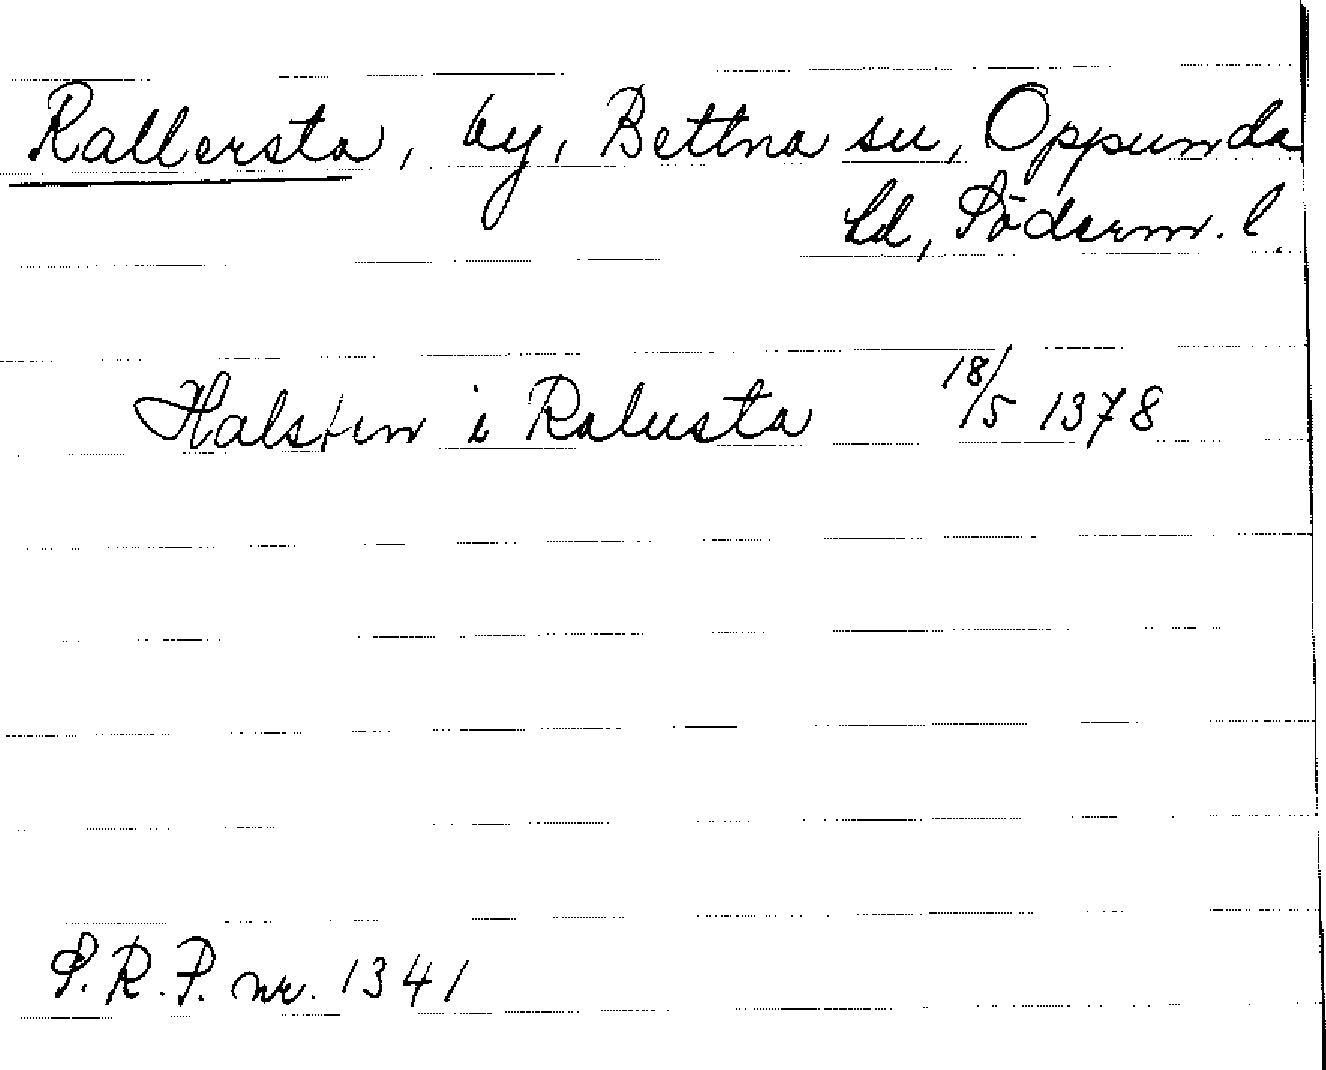 Rallersta, by, Bettna sn, Oppunda
hd, Söderm. l.
Halsten i Ralusta 18/5 1378
S.R.P. nr. 1341